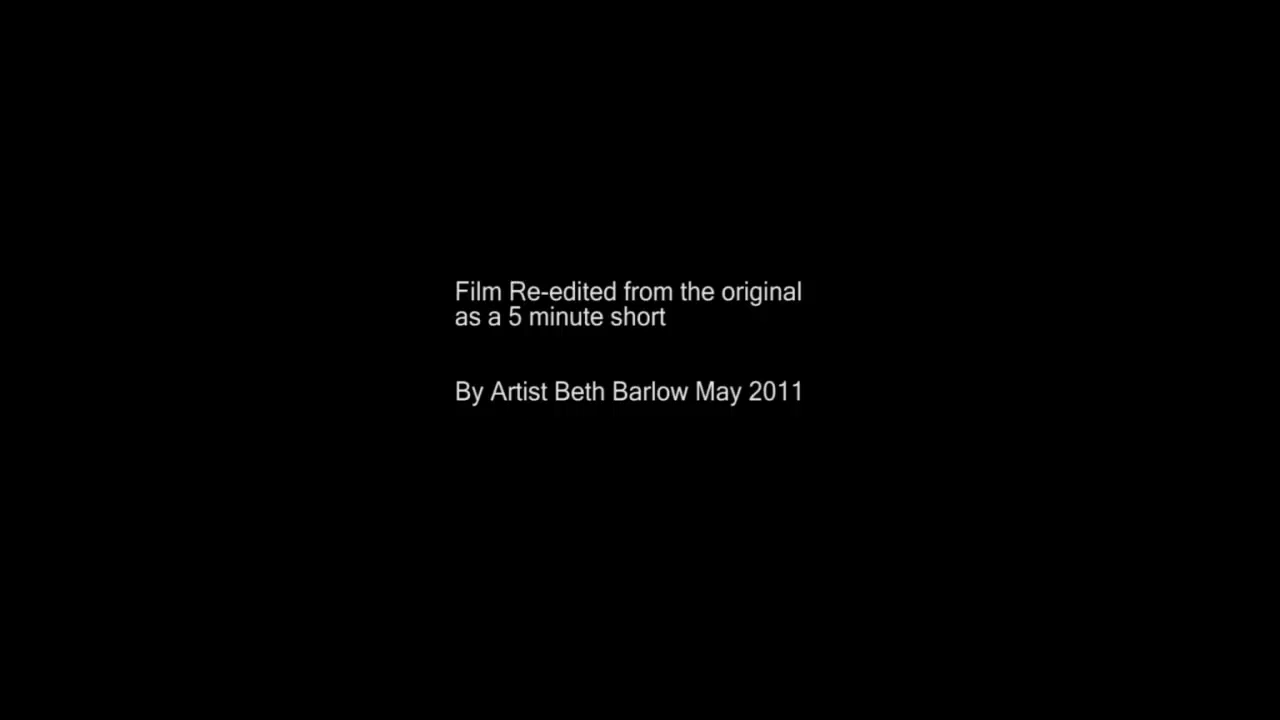 Film Re-edited from the original
as a 5 minute short
By Artist Beth Barlow May 2011